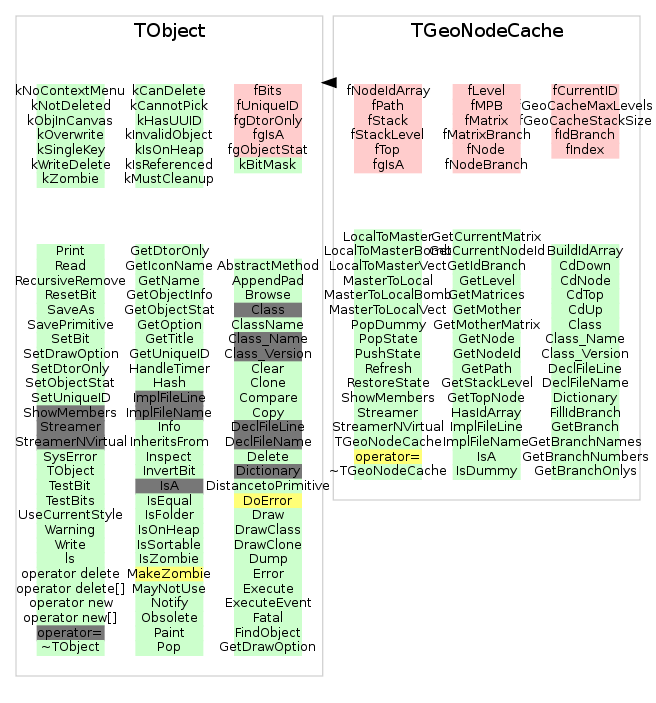 TObject
kNoContextMenu
kNotDeleted
kObjInCanvas
kOverwrite
kSingleKey
kWriteDelete
kZombie
kCanDelete
kCannotPick
kHasUUID
kInvalidObject
kIsOnHeap
kIsReferenced
kMustCleanup
fBits
fUniqueID
fgDtorOnly
fgIsA
fgObjectStat
kBitMask
Print
Read
RecursiveRemove
ResetBit
SaveAs
SavePrimitive
SetBit
SetDrawOption
SetDtorOnly
SetObjectStat
SetUniqueID
ShowMembers
Streamer
StreamerNVirtual
SysError
TObject
TestBit
TestBits
UseCurrentStyle
Warning
Write
ls
operator delete
operator delete[]
operator new
operator new[]
operator=
~TObject
GetDtorOnly
GetIconName
GetName
GetObjectInfo
GetObjectStat
GetOption
GetTitle
GetUniqueID
HandleTimer
Hash
ImplFileLine
ImplFileName
Info
InheritsFrom
Inspect
InvertBit
IsA
IsEqual
IsFolder
IsOnHeap
IsSortable
IsZombie
MakeZombie
MayNotUse
Notify
Obsolete
Paint
Pop
AbstractMethod
AppendPad
Browse
Class
ClassName
Class_Name
Class_Version
Clear
Clone
Compare
Copy
DeclFileLine
DeclFileName
Delete
Dictionary
DistancetoPrimitive
DoError
Draw
DrawClass
DrawClone
Dump
Error
Execute
ExecuteEvent
Fatal
FindObject
GetDrawOption
TGeoNodeCache
fNodeIdArray
fPath
fStack
fStackLevel
fTop
fgIsA
fLevel
fMPB
fMatrix
fMatrixBranch
fNode
fNodeBranch
fCurrentID
fGeoCacheMaxLevels
fGeoCacheStackSize
fIdBranch
fIndex
LocalToMaster
LocalToMasterBomb
LocalToMasterVect
MasterToLocal
MasterToLocalBomb
MasterToLocalVect
PopDummy
PopState
PushState
Refresh
RestoreState
ShowMembers
Streamer
StreamerNVirtual
TGeoNodeCache
operator=
~TGeoNodeCache
GetCurrentMatrix
GetCurrentNodeId
GetIdBranch
GetLevel
GetMatrices
GetMother
GetMotherMatrix
GetNode
GetNodeId
GetPath
GetStackLevel
GetTopNode
HasIdArray
ImplFileLine
ImplFileName
IsA
IsDummy
BuildIdArray
CdDown
CdNode
CdTop
CdUp
Class
Class_Name
Class_Version
DeclFileLine
DeclFileName
Dictionary
FillIdBranch
GetBranch
GetBranchNames
GetBranchNumbers
GetBranchOnlys